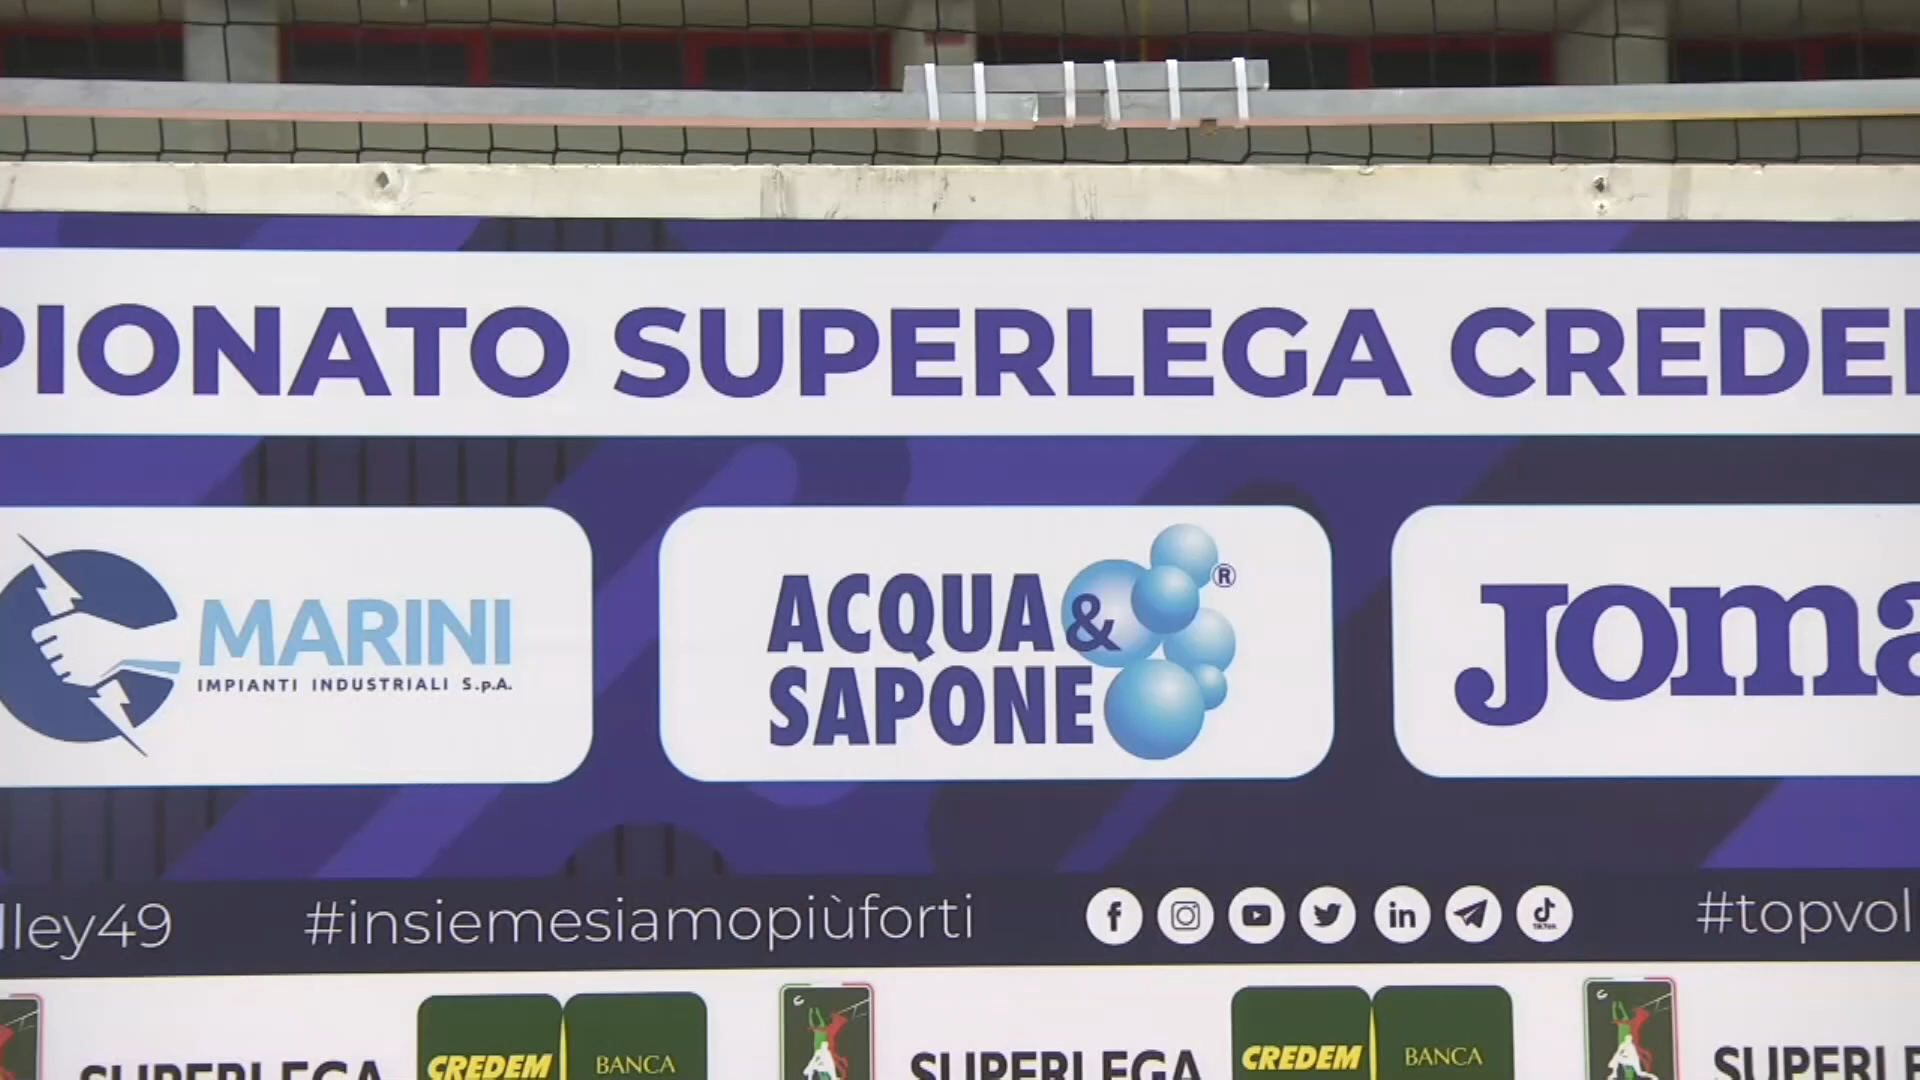 PIONATO SUPERLEGA CREDE
MARINI
IMPIANTI INDUSTRIALI S.p.A.
ACQUA &
SAPONE
®
JOMA
lley49 #insiemesiamopiùforti #topvol
SUPERLEGA CREDEM BANCA SUPERLEGA CREDEM BANCA SUPERLE